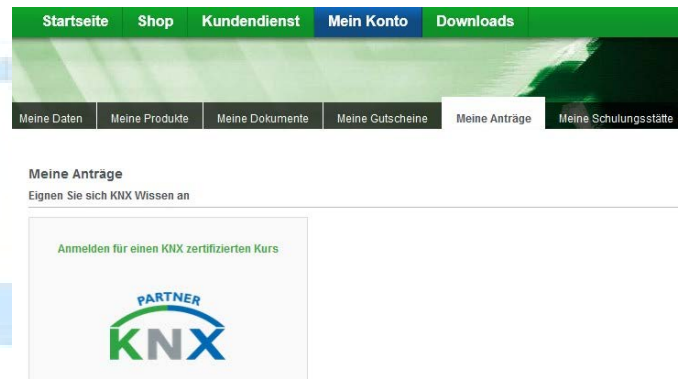 Startseite Shop Kundendienst Mein Konto Downloads
Meine Daten Meine Produkte Meine Dokumente Meine Gutscheine Meine Anträge Meine Schulungsstätte
Meine Anträge
Eignen Sie sich KNX Wissen an
Anmelden für einen KNX zertifizierten Kurs
PARTNER
KNX